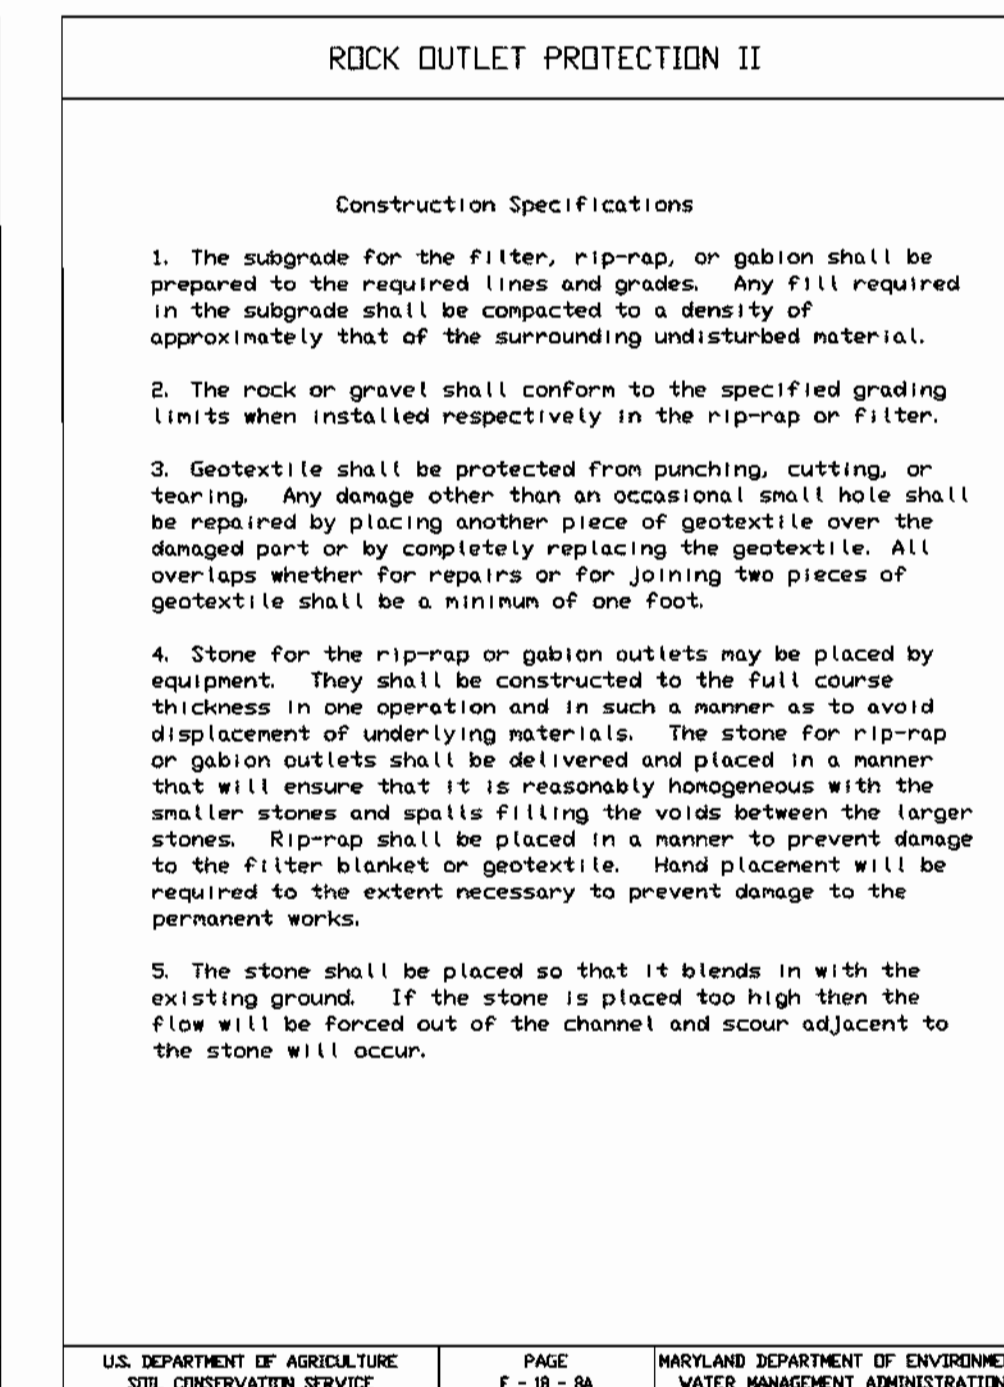 ROCK OUTLET PROTECTION II
Construction Specifications
1. The subgrade for the filter, rip-rap, or gabion shall be
prepared to the required lines and grades. Any fill required
in the subgrade shall be compacted to a density of
approximately that of the surrounding undisturbed material.
2. The rock or gravel shall conform to the specified grading
limits when installed respectively in the rip-rap or filter.
3. Geotextile shall be protected from punching, cutting, or
tearing. Any damage other than an occasional small hole shall
be repaired by placing another piece of geotextile over the
damaged part or by completely replacing the geotextile. All
overlaps whether for repairs or for joining two pieces of
geotextile shall be a minimum of one foot.
4. Stone for the rip-rap or gabion outlets may be placed by
equipment. They shall be constructed to the full course
thickness in one operation and in such a manner as to avoid
displacement of underlying materials. The stone for rip-rap
or gabion outlets shall be delivered and placed in a manner
that will ensure that it is reasonably homogeneous with the
smaller stones and spalls filling the voids between the larger
stones. Rip-rap shall be placed in a manner to prevent damage
to the filter blanket or geotextile. Hand placement will be
required to the extent necessary to prevent damage to the
permanent works.
5. The stone shall be placed so that it blends in with the
existing ground. If the stone is placed too high then the
flow will be forced out of the channel and scour adjacent to
the stone will occur.
U.S. DEPARTMENT OF AGRICULTURE
SOIL CONSERVATION SERVICE
PAGE
F - 18 - 8A
MARYLAND DEPARTMENT OF ENVIRONME
WATER MANAGEMENT ADMINISTRATION